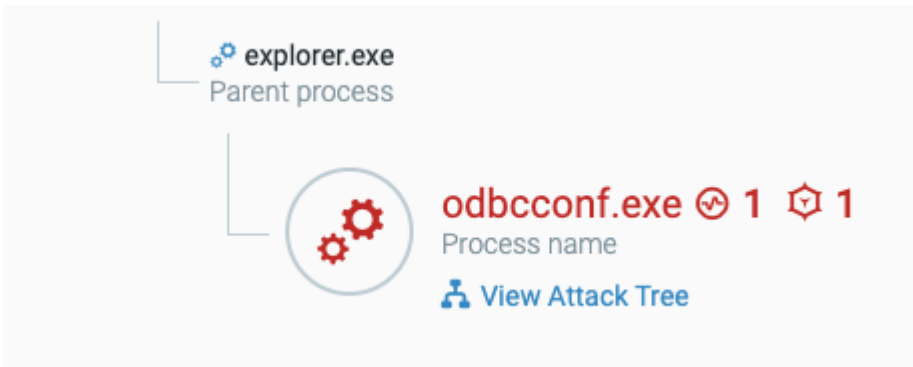 explorer.exe
Parent process
odbcconf.exe 1 1
Process name
View Attack Tree